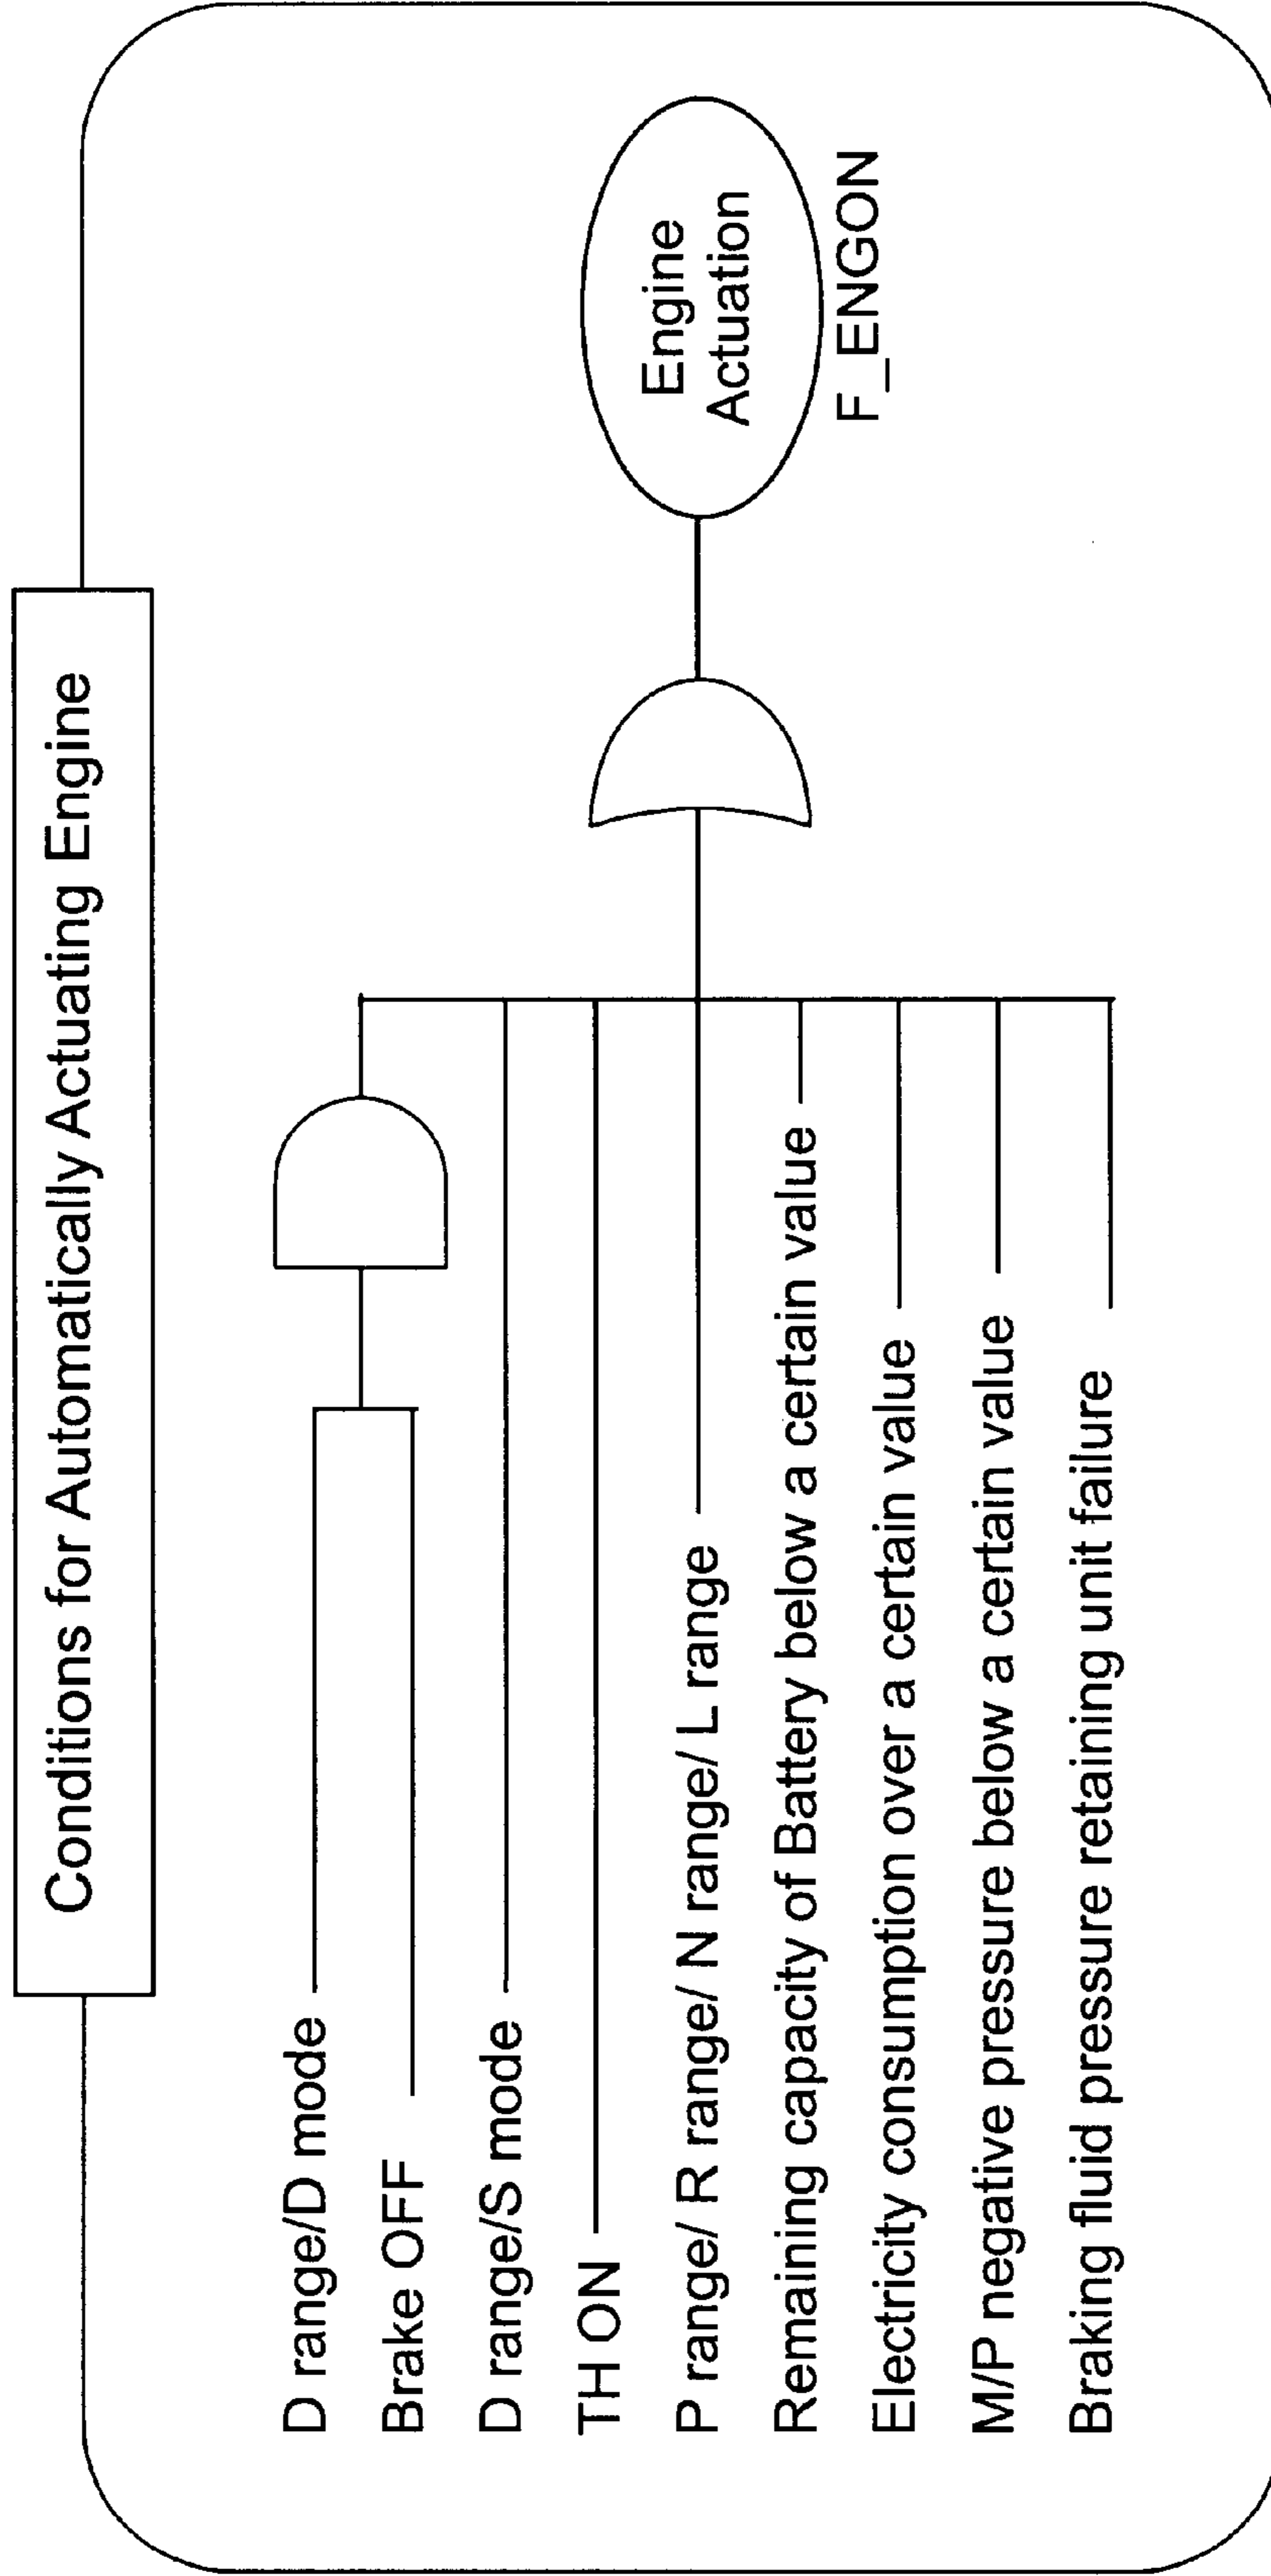 Conditions for Automatically Actuating Engine
D range/D mode
Brake OFF
D range/S mode
TH ON
P range/ R range/ N range/ L range
Remaining capacity of Battery below a certain value
Electricity consumption over a certain value
M/P negative pressure below a certain value
Braking fluid pressure retaining unit failure
Engine
Actuation
F_ENGON